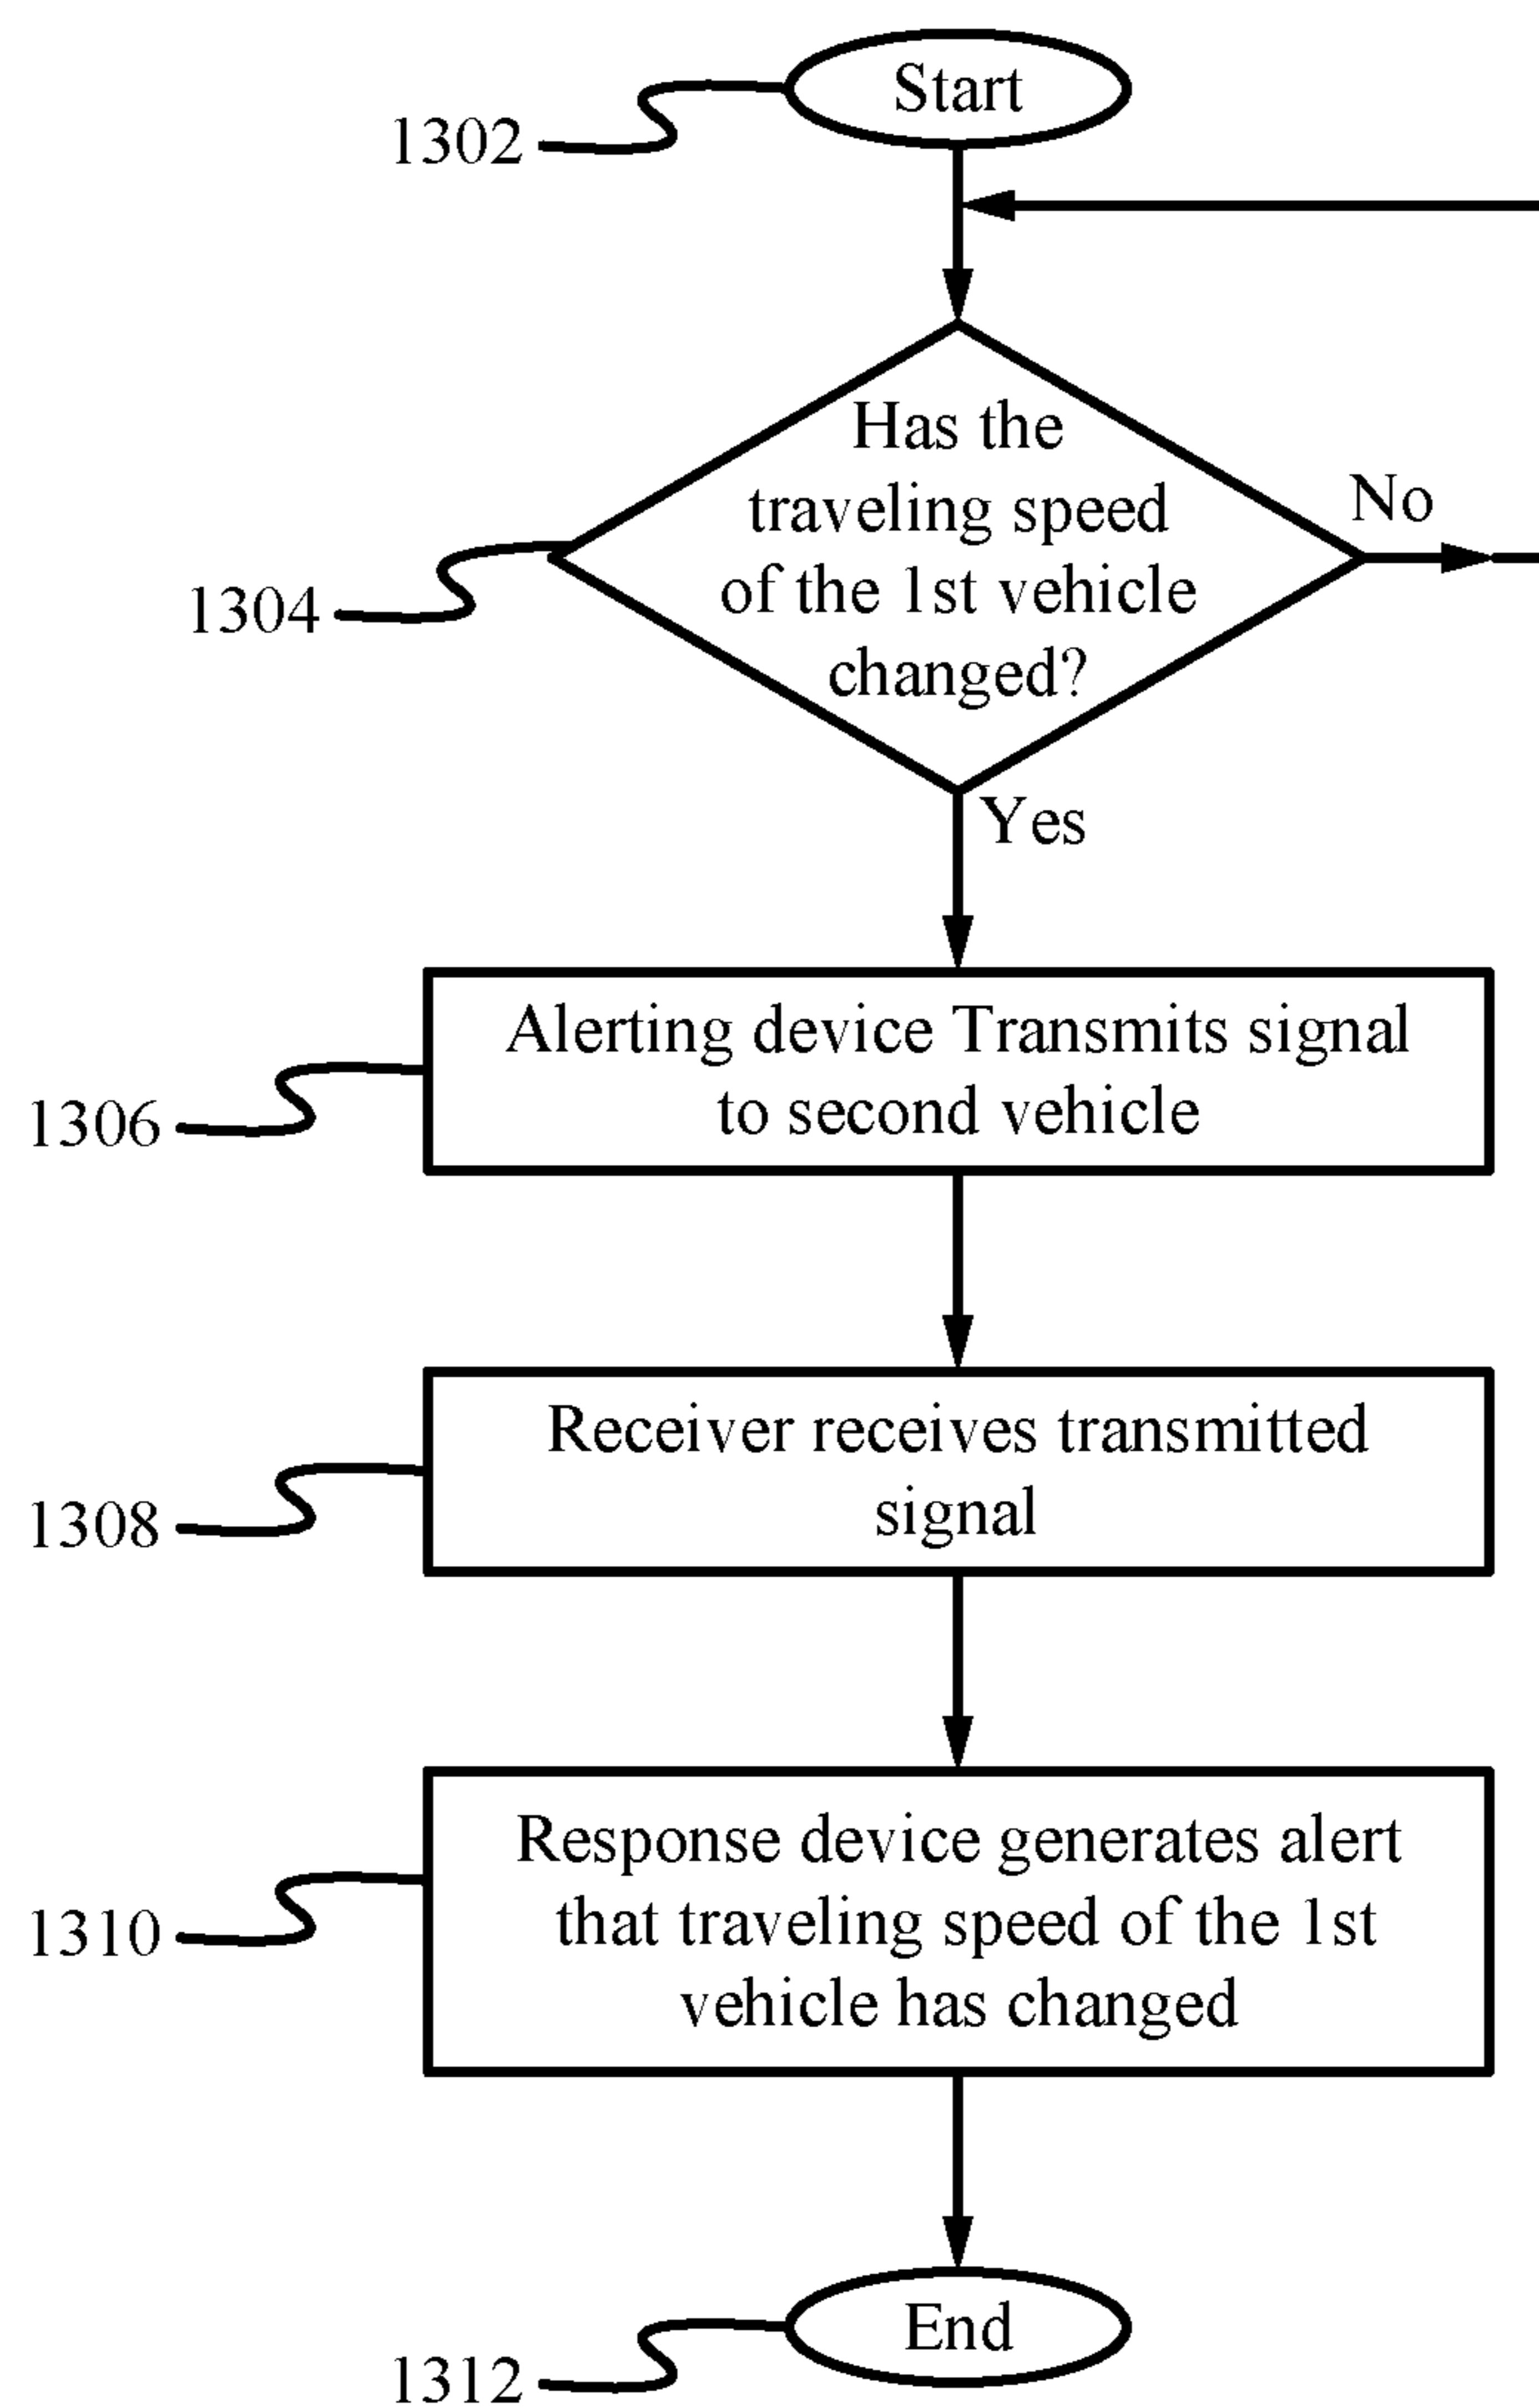 Start
1302
Has the
traveling speed
of the 1st vehicle
changed?
No
1304
Yes
Alerting device Transmits signal
to second vehicle
1306
Receiver receives transmitted
signal
1308
Response device generates alert
that traveling speed of the 1st
vehicle has changed
1310
End
1312